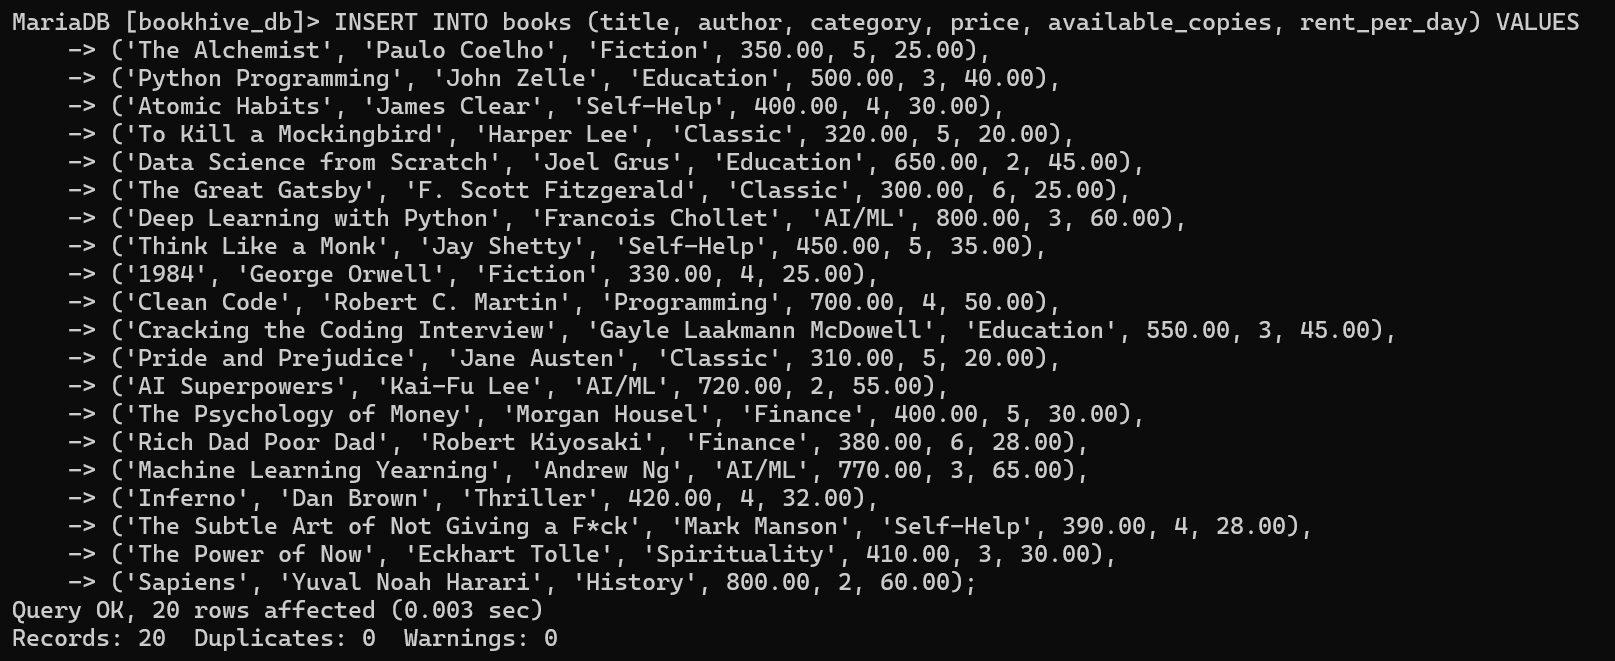 MariaDB [bookhive_db]> INSERT INTO books (title, author, category, price, available_copies, rent_per_day) VALUES
    -> ('The Alchemist', 'Paulo Coelho', 'Fiction', 350.00, 5, 25.00),
    -> ('Python Programming', 'John Zelle', 'Education', 500.00, 3, 40.00),
    -> ('Atomic Habits', 'James Clear', 'Self-Help', 400.00, 4, 30.00),
    -> ('To Kill a Mockingbird', 'Harper Lee', 'Classic', 320.00, 5, 20.00),
    -> ('Data Science from Scratch', 'Joel Grus', 'Education', 650.00, 2, 45.00),
    -> ('The Great Gatsby', 'F. Scott Fitzgerald', 'Classic', 300.00, 6, 25.00),
    -> ('Deep Learning with Python', 'Francois Chollet', 'AI/ML', 800.00, 3, 60.00),
    -> ('Think Like a Monk', 'Jay Shetty', 'Self-Help', 450.00, 5, 35.00),
    -> ('1984', 'George Orwell', 'Fiction', 330.00, 4, 25.00),
    -> ('Clean Code', 'Robert C. Martin', 'Programming', 700.00, 4, 50.00),
    -> ('Cracking the Coding Interview', 'Gayle Laakmann McDowell', 'Education', 550.00, 3, 45.00),
    -> ('Pride and Prejudice', 'Jane Austen', 'Classic', 310.00, 5, 20.00),
    -> ('AI Superpowers', 'Kai-Fu Lee', 'AI/ML', 720.00, 2, 55.00),
    -> ('The Psychology of Money', 'Morgan Housel', 'Finance', 400.00, 5, 30.00),
    -> ('Rich Dad Poor Dad', 'Robert Kiyosaki', 'Finance', 380.00, 6, 28.00),
    -> ('Machine Learning Yearning', 'Andrew Ng', 'AI/ML', 770.00, 3, 65.00),
    -> ('Inferno', 'Dan Brown', 'Thriller', 420.00, 4, 32.00),
    -> ('The Subtle Art of Not Giving a F*ck', 'Mark Manson', 'Self-Help', 390.00, 4, 28.00),
    -> ('The Power of Now', 'Eckhart Tolle', 'Spirituality', 410.00, 3, 30.00),
    -> ('Sapiens', 'Yuval Noah Harari', 'History', 800.00, 2, 60.00);
Query OK, 20 rows affected (0.003 sec)
Records: 20  Duplicates: 0  Warnings: 0